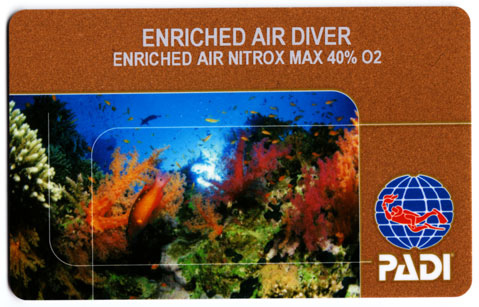 ENRICHED AIR DIVER
ENRICHED AIR NITROX MAX 40% O2
PADI